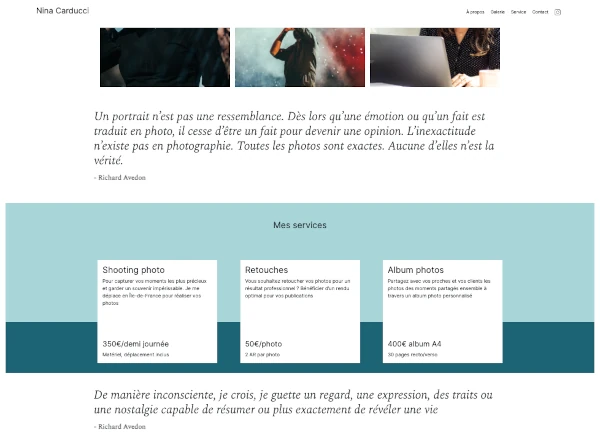 Nina Carducci
À propos Galerie Service Contact
Un portrait n'est pas une ressemblance. Dès lors qu'une émotion ou qu'un fait est
traduit en photo, il cesse d'être un fait pour devenir une opinion. L'inexactitude
n'existe pas en photographie. Toutes les photos sont exactes. Aucune d'elles n'est la
vérité.
- Richard Avedon
Mes services
Shooting photo
Pour capturer vos moments les plus précieux
et garder un souvenir impérissable. Je me
déplace en Île-de-France pour réaliser vos
photos
350€/demi journée
Matériel, déplacement inclus
Retouches
Vous souhaitez retoucher vos photos pour un
résultat professionnel ? Bénéficier d'un rendu
optimal pour vos publications
50€/photo
2 A/R par photo
Album photos
Partagez avec vos proches et vos clients les
photos des moments partagés ensemble à
travers un album photo personnalisé
400€ album A4
30 pages recto/verso
De manière inconsciente, je crois, je guette un regard, une expression, des traits ou
une nostalgie capable de résumer ou plus exactement de révéler une vie
- Richard Avedon